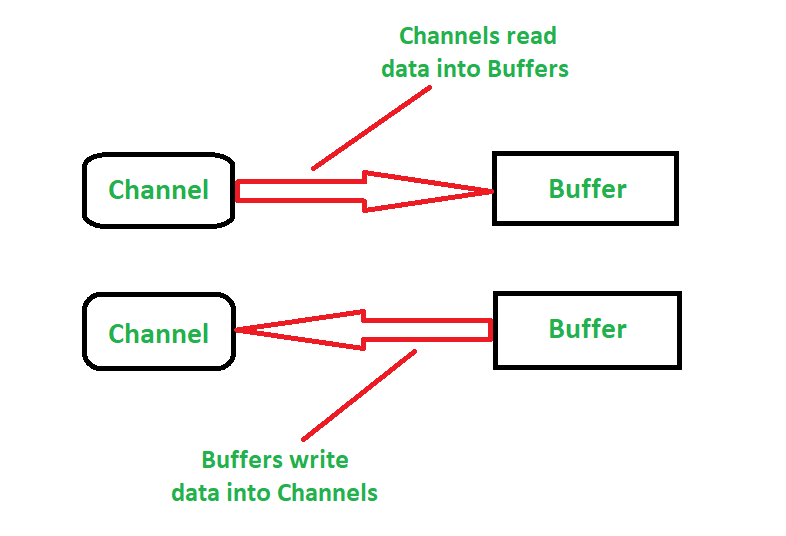 Channels read
data into Buffers
Channel
Buffer
Channel
Buffer
Buffers write
data into Channels